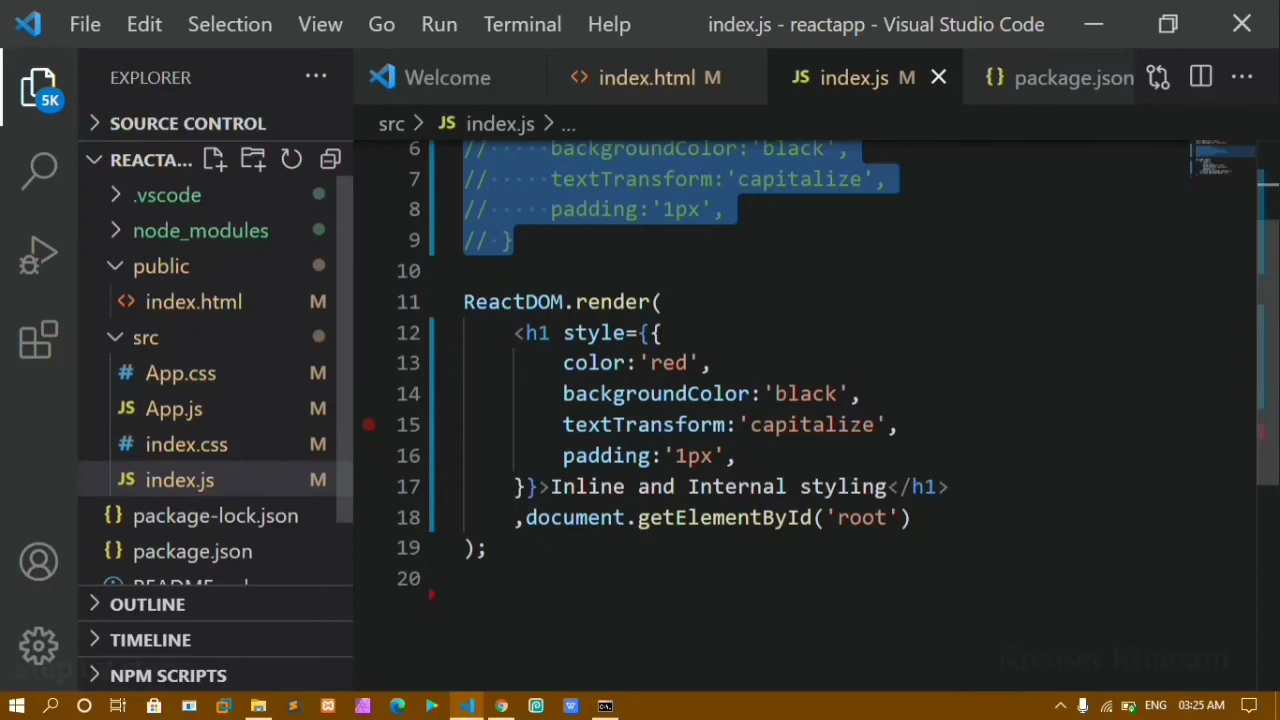 File Edit Selection View Go Run Terminal Help index.js - reactapp - Visual Studio Code
EXPLORER
5K
SOURCE CONTROL
REACTA...
.vscode
node_modules
public
index.html M
src
App.css M
App.js M
index.css M
index.js M
package-lock.json
package.json
OUTLINE
TIMELINE
NPM SCRIPTS
Welcome
index.html M
index.js M
package.json
src > index.js > ...
6 // backgroundColor:'black',
7 // textTransform:'capitalize',
8 // padding:'1px',
9 // }
10
11 ReactDOM.render(
12 <h1 style={{
13 color:'red',
14 backgroundColor:'black',
15 textTransform:'capitalize',
16 padding:'1px',
17 }}>Inline and Internal styling</h1>
18 ,document.getElementById('root')
19 );
20
Khanam
ENG 03:25 AM